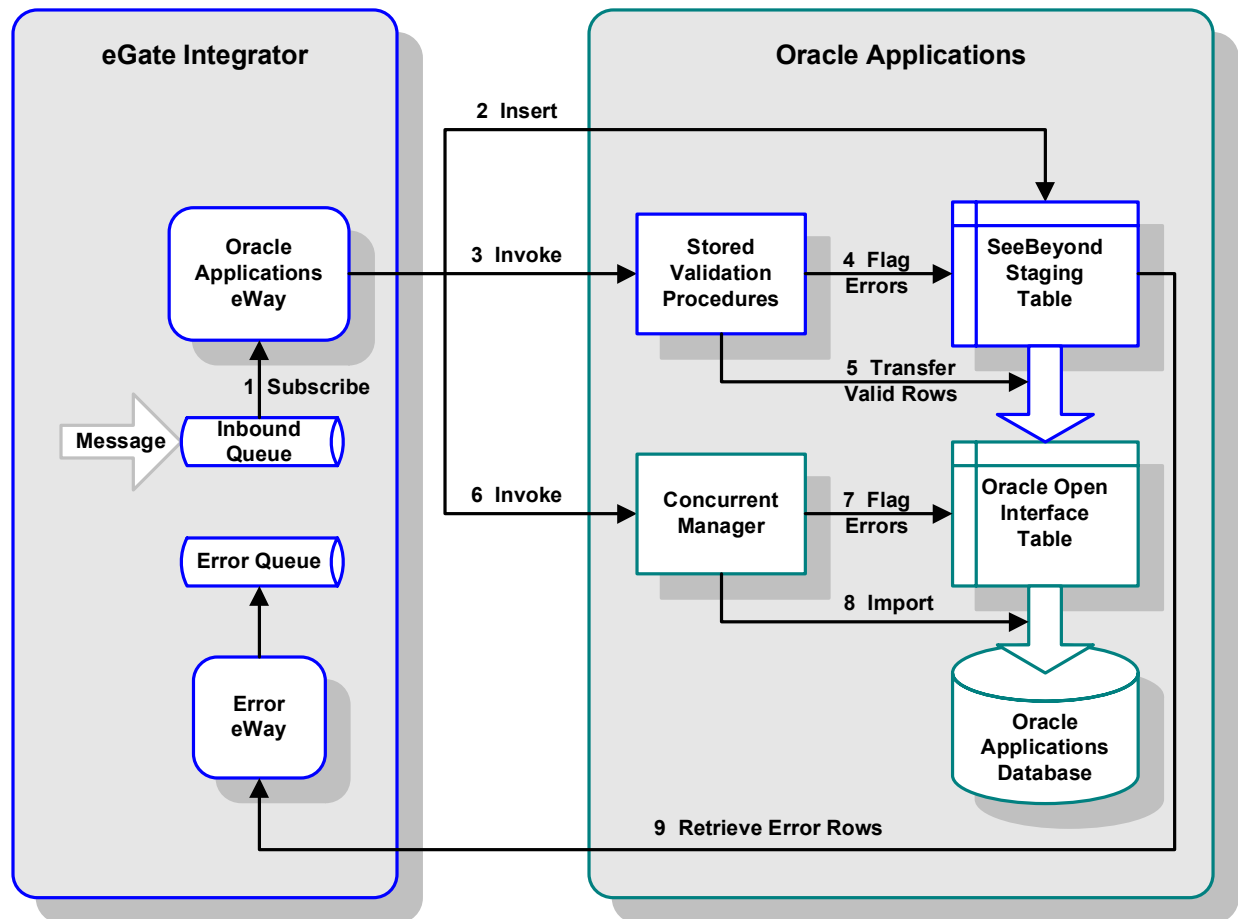 eGate Integrator
Oracle Applications
2 Insert
Oracle
Applications
eWay
3 Invoke
Stored
Validation
Procedures
4 Flag
Errors
SeeBeyond
Staging
Table
1 Subscribe
5 Transfer
Valid Rows
Message
Inbound
Queue
6 Invoke
Concurrent
Manager
7 Flag
Errors
Oracle Open
Interface
Table
Error Queue
8 Import
Error
eWay
Oracle
Applications
Database
9 Retrieve Error Rows